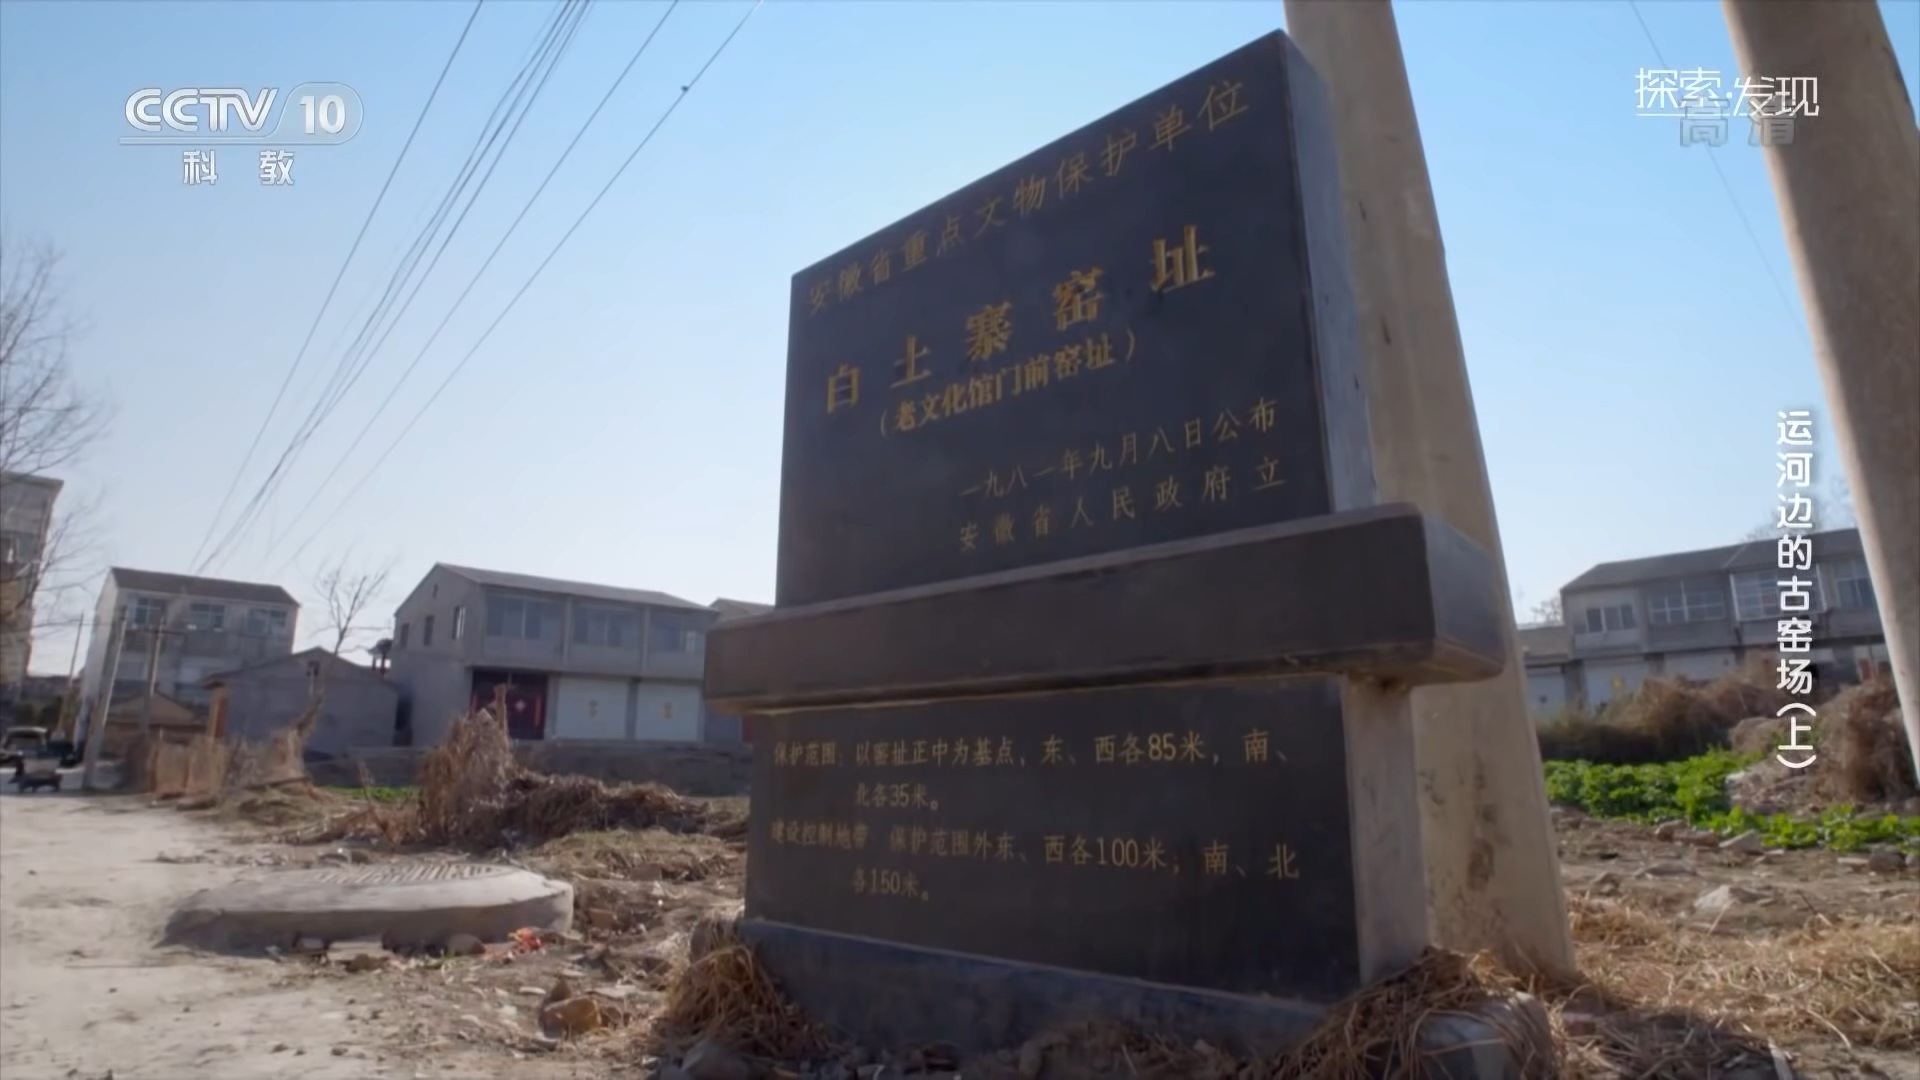 CCTV 10
科教
探索·发现
高清
安徽省重点文物保护单位
白土寨窑址
(老文化馆门前窑址)
一九八一年九月八日公布
安徽省人民政府立
保护范围：以窑址正中为基点，东、西各85米，南、
北各35米。
建设控制地带 保护范围外东、西各100米，南、北
各150米。
运河边的古窑场(上)